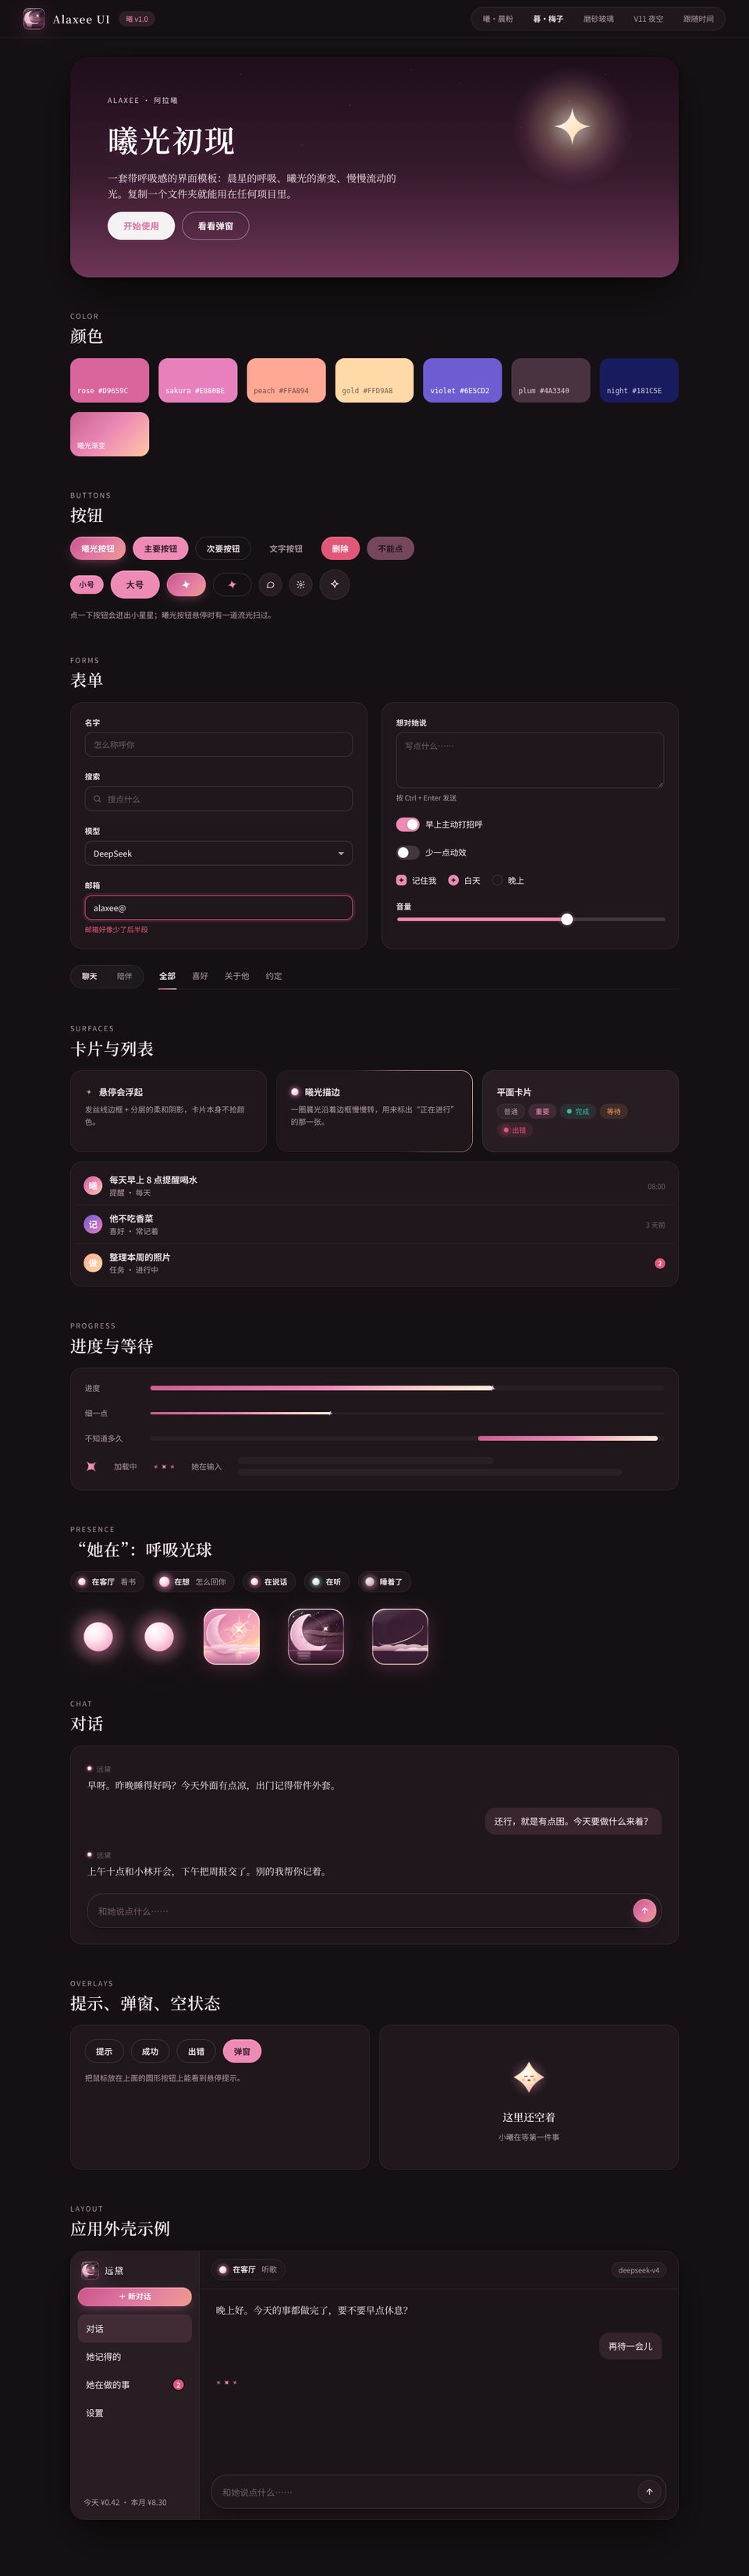 Alaxee UI
曦 v1.0
曦・晨粉
暮・梅子
磨砂玻璃
V11 夜空
跟随时间
ALAXEE ・ 阿拉曦
曦光初现
一套带呼吸感的界面模板：晨星的呼吸、曦光的渐变、慢慢流动的
光。复制一个文件夹就能用在任何项目里。
开始使用
看看弹窗
COLOR
颜色
rose #D9659C
sakura #E880BE
peach #FFA894
gold #FFD9A8
violet #6E5CD2
plum #4A3340
night #181C5E
曦光渐变
BUTTONS
按钮
曦光按钮
主要按钮
次要按钮
文字按钮
删除
不能点
小号
大号
点一下按钮会迸出小星星；曦光按钮悬停时有一道流光扫过。
FORMS
表单
名字
怎么称呼你
搜索
搜点什么
模型
DeepSeek
邮箱
alaxee@
邮箱好像少了后半段
想对她说
写点什么……
按 Ctrl + Enter 发送
早上主动打招呼
少一点动效
记住我
白天
晚上
音量
聊天
陪伴
全部
喜好
关于他
约定
SURFACES
卡片与列表
悬停会浮起
发丝线边框 + 分层的柔和阴影，卡片本身不抢颜
色。
曦光描边
一圈晨光沿着边框慢慢转，用来标出“正在进行”
的那一张。
平面卡片
普通
重要
完成
等待
出错
曦
每天早上 8 点提醒喝水
提醒 · 每天
08:00
记
他不吃香菜
喜好 · 常记着
3 天前
做
整理本周的照片
任务 · 进行中
2
PROGRESS
进度与等待
进度
细一点
不知道多久
加载中
她在输入
PRESENCE
“她在”：呼吸光球
在客厅 看书
在想 怎么回你
在说话
在听
睡着了
CHAT
对话
远黛
早呀。昨晚睡得好吗？今天外面有点凉，出门记得带件外套。
还行，就是有点困。今天要做什么来着？
远黛
上午十点和小林开会，下午把周报交了。别的我帮你记着。
和她说点什么……
OVERLAYS
提示、弹窗、空状态
提示
成功
出错
弹窗
把鼠标放在上面的圆形按钮上能看到悬停提示。
这里还空着
小曦在等第一件事
LAYOUT
应用外壳示例
远黛
+ 新对话
对话
她记得的
她在做的事
2
设置
今天 ¥0.42 · 本月 ¥8.30
在客厅 听歌
deepseek-v4
晚上好。今天的事都做完了，要不要早点休息？
再待一会儿
和她说点什么……